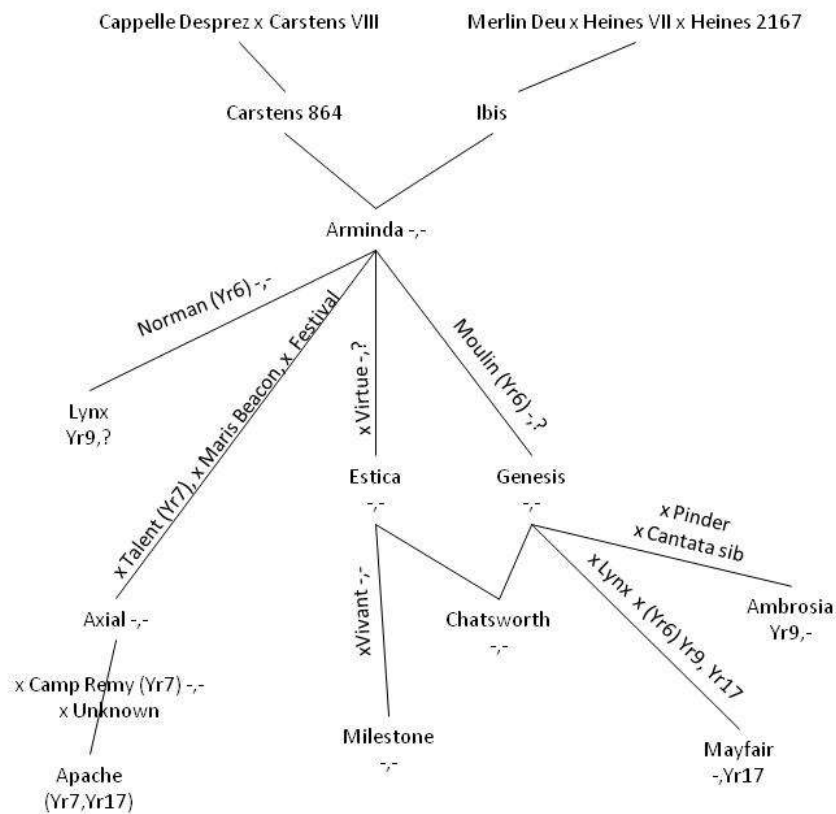 Cappelle Desprez x Carstens VIII
Merlin Deu x Heines VII x Heines 2167
Carstens 864
Ibis
Arminda -,-
Norman (Yr6) -,-
x Talent (Yr7), x Maris Beacon, x Festival
x Virtue -,?
Moulin (Yr6) -,?
Lynx
Yr9,?
Estica
-,-
Genesis
-,-
x Pinder
x Cantata sib
xVivant -,-
x Lynx x (Yr6) Yr9, Yr17
Axial -,-
Chatsworth
-,-
Ambrosia
Yr9,-
x Camp Remy (Yr7) -,-
x Unknown
Milestone
-,-
Mayfair
-,Yr17
Apache
(Yr7,Yr17)